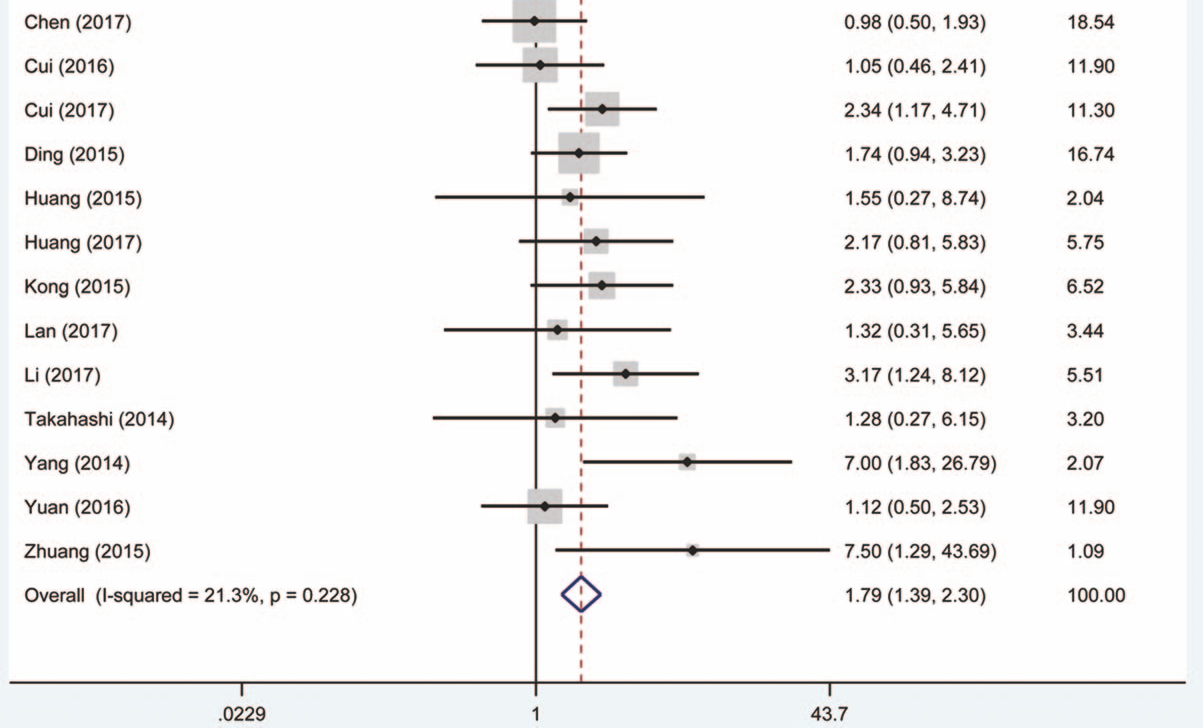 Chen (2017) 0.98 (0.50, 1.93) 18.54
Cui (2016) 1.05 (0.46, 2.41) 11.90
Cui (2017) 2.34 (1.17, 4.71) 11.30
Ding (2015) 1.74 (0.94, 3.23) 16.74
Huang (2015) 1.55 (0.27, 8.74) 2.04
Huang (2017) 2.17 (0.81, 5.83) 5.75
Kong (2015) 2.33 (0.93, 5.84) 6.52
Lan (2017) 1.32 (0.31, 5.65) 3.44
Li (2017) 3.17 (1.24, 8.12) 5.51
Takahashi (2014) 1.28 (0.27, 6.15) 3.20
Yang (2014) 7.00 (1.83, 26.79) 2.07
Yuan (2016) 1.12 (0.50, 2.53) 11.90
Zhuang (2015) 7.50 (1.29, 43.69) 1.09
Overall (I-squared = 21.3%, p = 0.228) 1.79 (1.39, 2.30) 100.00
.0229 1 43.7